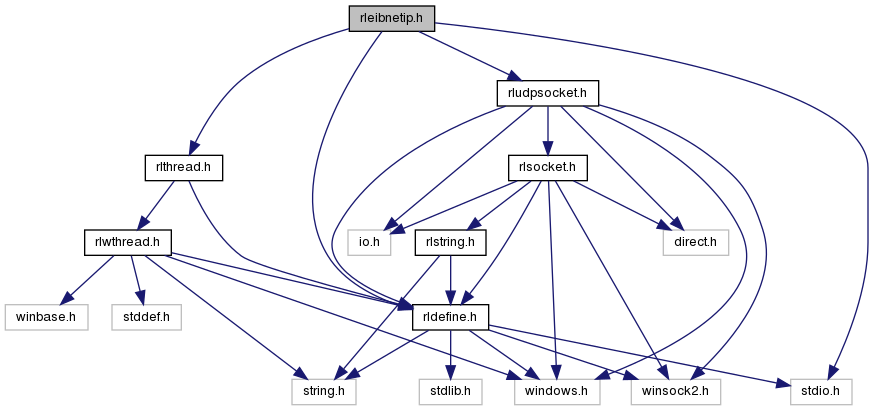 rleibnetip.h
rludpsocket.h
rlthread.h
rlsocket.h
rlwthread.h
io.h
rlstring.h
direct.h
winbase.h
stddef.h
rldefine.h
string.h
stdlib.h
windows.h
winsock2.h
stdio.h